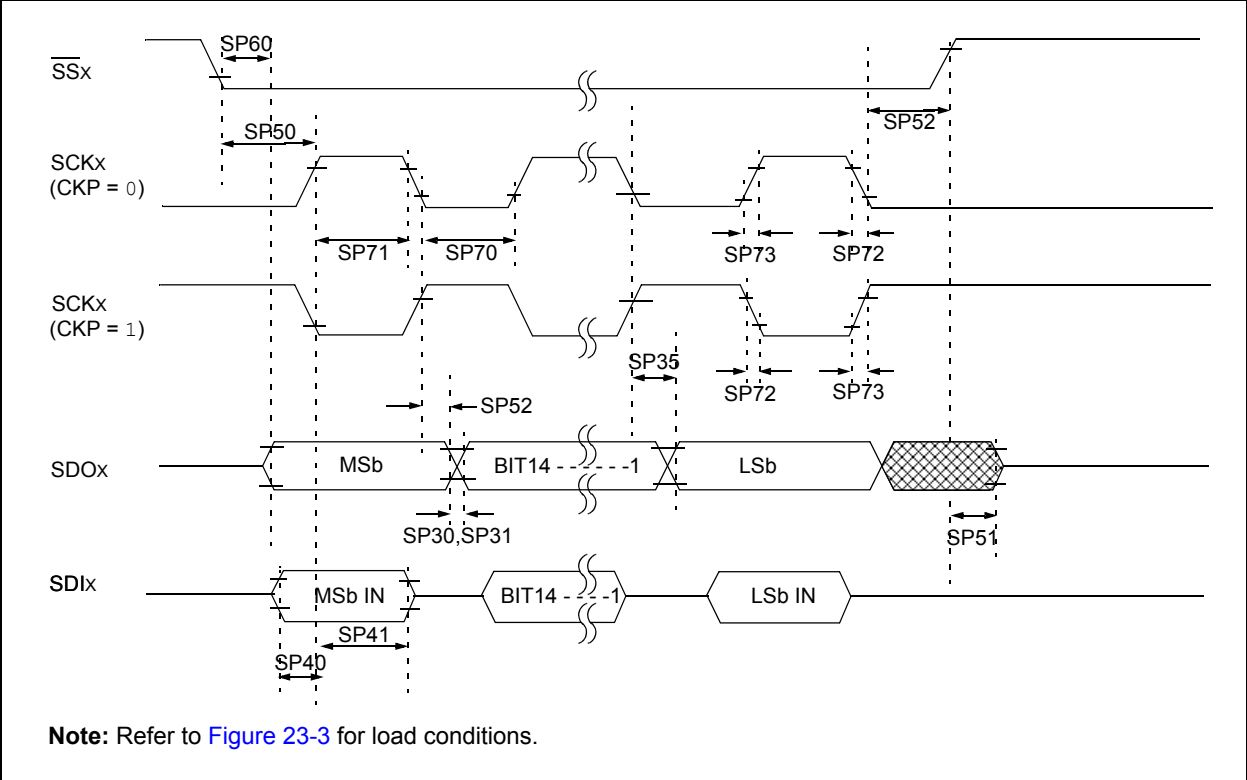 SP60
SSX
SP52
SP50
SCKX
(CKP = 0)
SP71
SP70
SP73
SP72
SCKX
(CKP = 1)
SP35
SP72
SP73
SP52
SDOX
MSb
BIT14 - - - - - -1
LSb
SP30,SP31
SP51
SDIX
MSb IN
BIT14 - - - -1
LSb IN
SP41
SP40
Note: Refer to Figure 23-3 for load conditions.